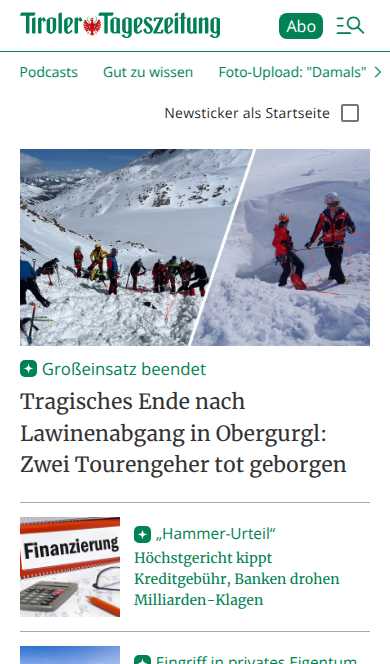 Tiroler Tageszeitung
Abo
Podcasts Gut zu wissen Foto-Upload: "Damals"
Newsticker als Startseite
Großeinsatz beendet
Tragisches Ende nach
Lawinenabgang in Obergurgl:
Zwei Tourengeher tot geborgen
Finanzierung
„Hammer-Urteil“
Höchstgericht kippt
Kreditgebühr, Banken drohen
Milliarden-Klagen
Eingriff in privates Eigentum